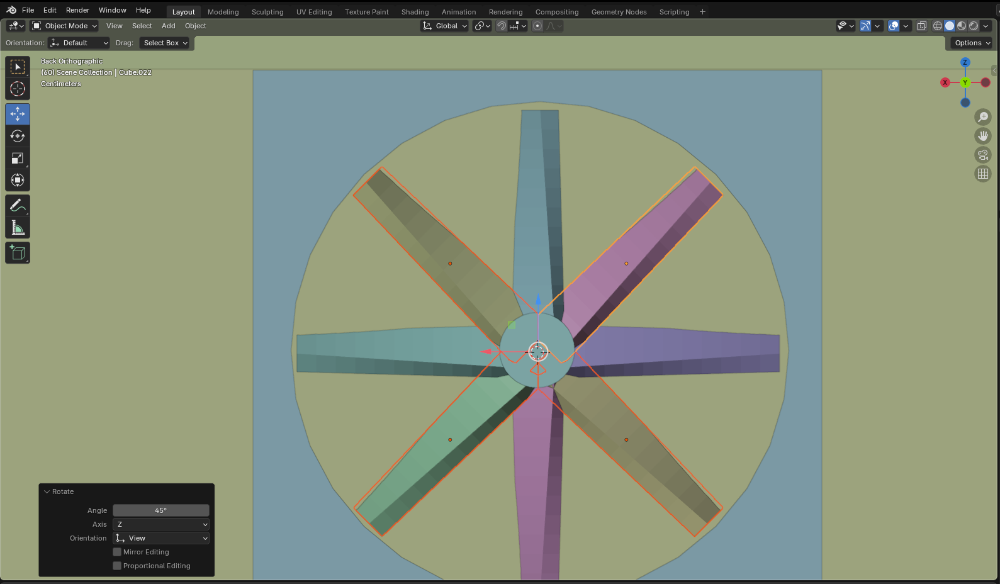 File Edit Render Window Help Layout Modeling Sculpting UV Editing Texture Paint Shading Animation Rendering Compositing Geometry Nodes Scripting +
Object Mode View Select Add Object Global
Orientation: Default Drag: Select Box Options
Back Orthographic
(60) Scene Collection | Cube.022
Centimeters
Z
X Y
Rotate
Angle 45°
Axis Z
Orientation View
Mirror Editing
Proportional Editing